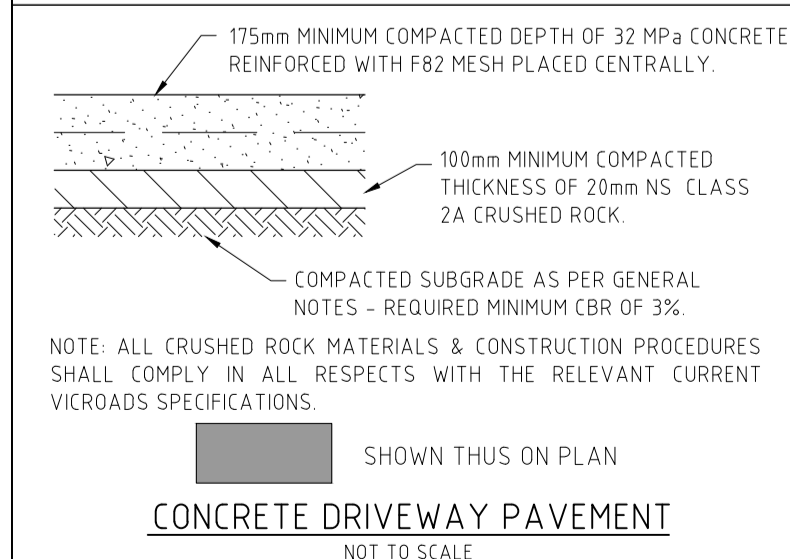 175mm MINIMUM COMPACTED DEPTH OF 32 MPa CONCRETE
REINFORCED WITH F82 MESH PLACED CENTRALLY.
100mm MINIMUM COMPACTED
THICKNESS OF 20mm NS CLASS
2A CRUSHED ROCK.
COMPACTED SUBGRADE AS PER GENERAL
NOTES - REQUIRED MINIMUM CBR OF 3%.
NOTE: ALL CRUSHED ROCK MATERIALS & CONSTRUCTION PROCEDURES
SHALL COMPLY IN ALL RESPECTS WITH THE RELEVANT CURRENT
VICROADS SPECIFICATIONS.
SHOWN THUS ON PLAN
CONCRETE DRIVEWAY PAVEMENT
NOT TO SCALE